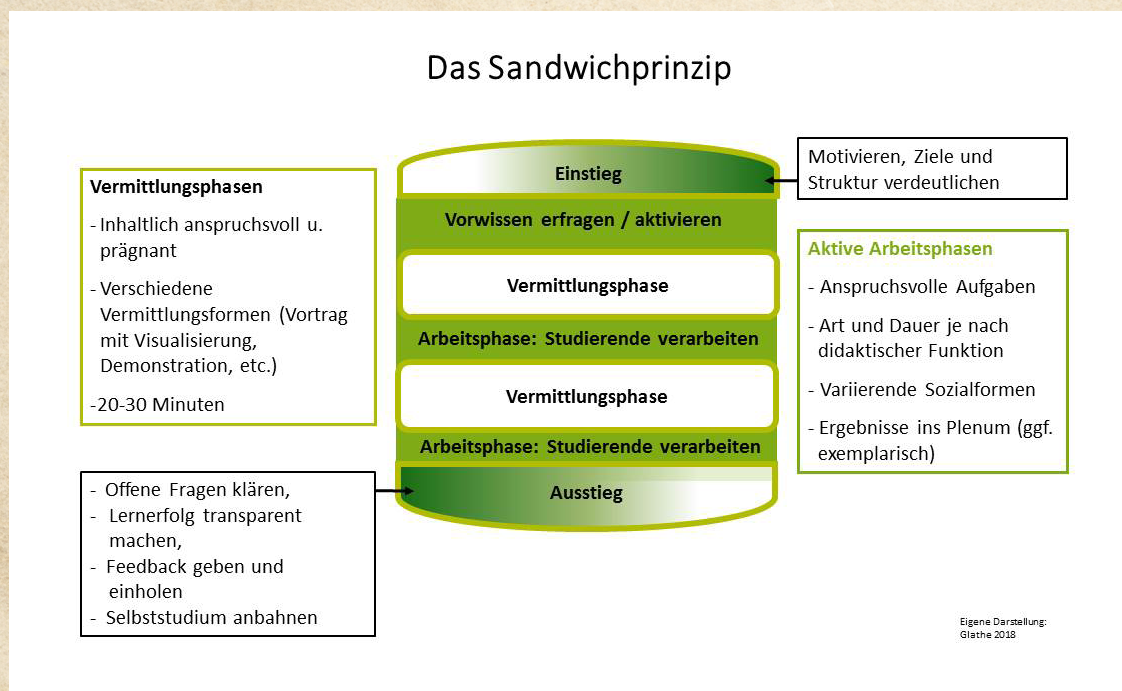 Das Sandwichprinzip
Vermittlungsphasen
- Inhaltlich anspruchsvoll u.
prägnant
- Verschiedene
Vermittlungsformen (Vortrag
mit Visualisierung,
Demonstration, etc.)
-20-30 Minuten
- Offene Fragen klären,
- Lernerfolg transparent
machen,
- Feedback geben und
einholen
- Selbststudium anbahnen
Einstieg
Vorwissen erfragen / aktivieren
Vermittlungsphase
Arbeitsphase: Studierende verarbeiten
Vermittlungsphase
Arbeitsphase: Studierende verarbeiten
Ausstieg
Motivieren, Ziele und
Struktur verdeutlichen
Aktive Arbeitsphasen
- Anspruchsvolle Aufgaben
- Art und Dauer je nach
didaktischer Funktion
- Variierende Sozialformen
- Ergebnisse ins Plenum (ggf.
exemplarisch)
Eigene Darstellung:
Glathe 2018